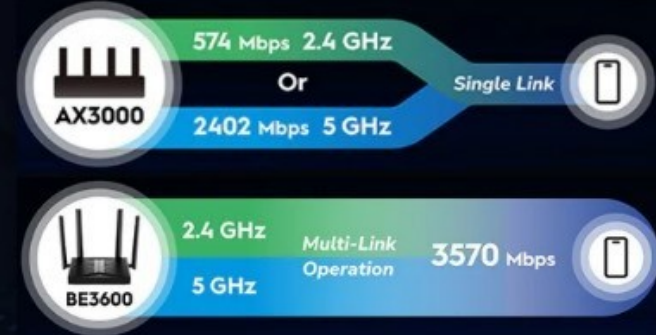 AX3000
574 Mbps 2.4 GHz
Or
2402 Mbps 5 GHz
Single Link
BE3600
2.4 GHz
5 GHz
Multi-Link
Operation
3570 Mbps